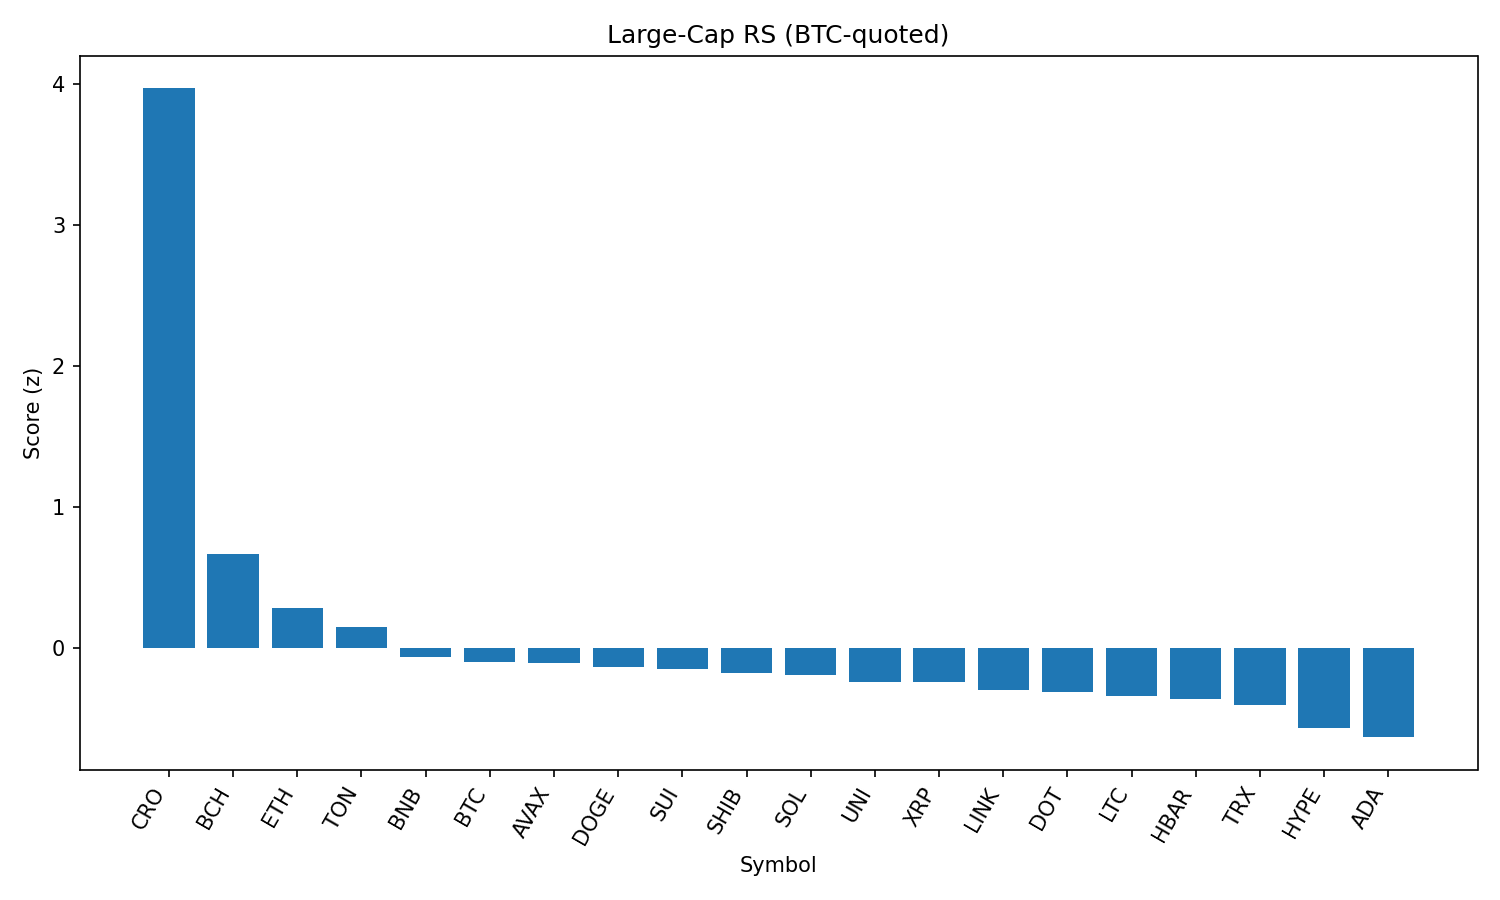 Large-Cap RS (BTC-quoted)
4
3
2
1
0
Score (z)
CRO
BCH
ETH
TON
BNB
BTC
AVAX
DOGE
SUI
SHIB
SOL
UNI
XRP
LINK
DOT
LTC
HBAR
TRX
HYPE
ADA
Symbol